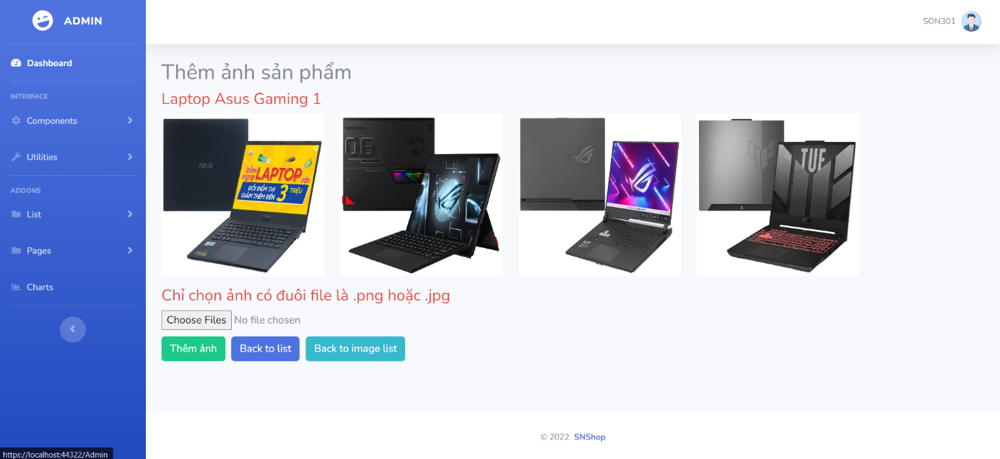 ADMIN
SON301
Dashboard
INTERFACE
Components
Utilities
ADDONS
List
Pages
Charts
Thêm ảnh sản phẩm
Laptop Asus Gaming 1
ASUS
LAPTOP
ĐỔI ĐIỂM THI
GIẢM THÊM ĐẾN 3 TRIỆU
TUF
Chỉ chọn ảnh có đuôi file là .png hoặc .jpg
Choose Files No file chosen
Thêm ảnh Back to list Back to image list
© 2022 SNShop
https://localhost:44322/Admin